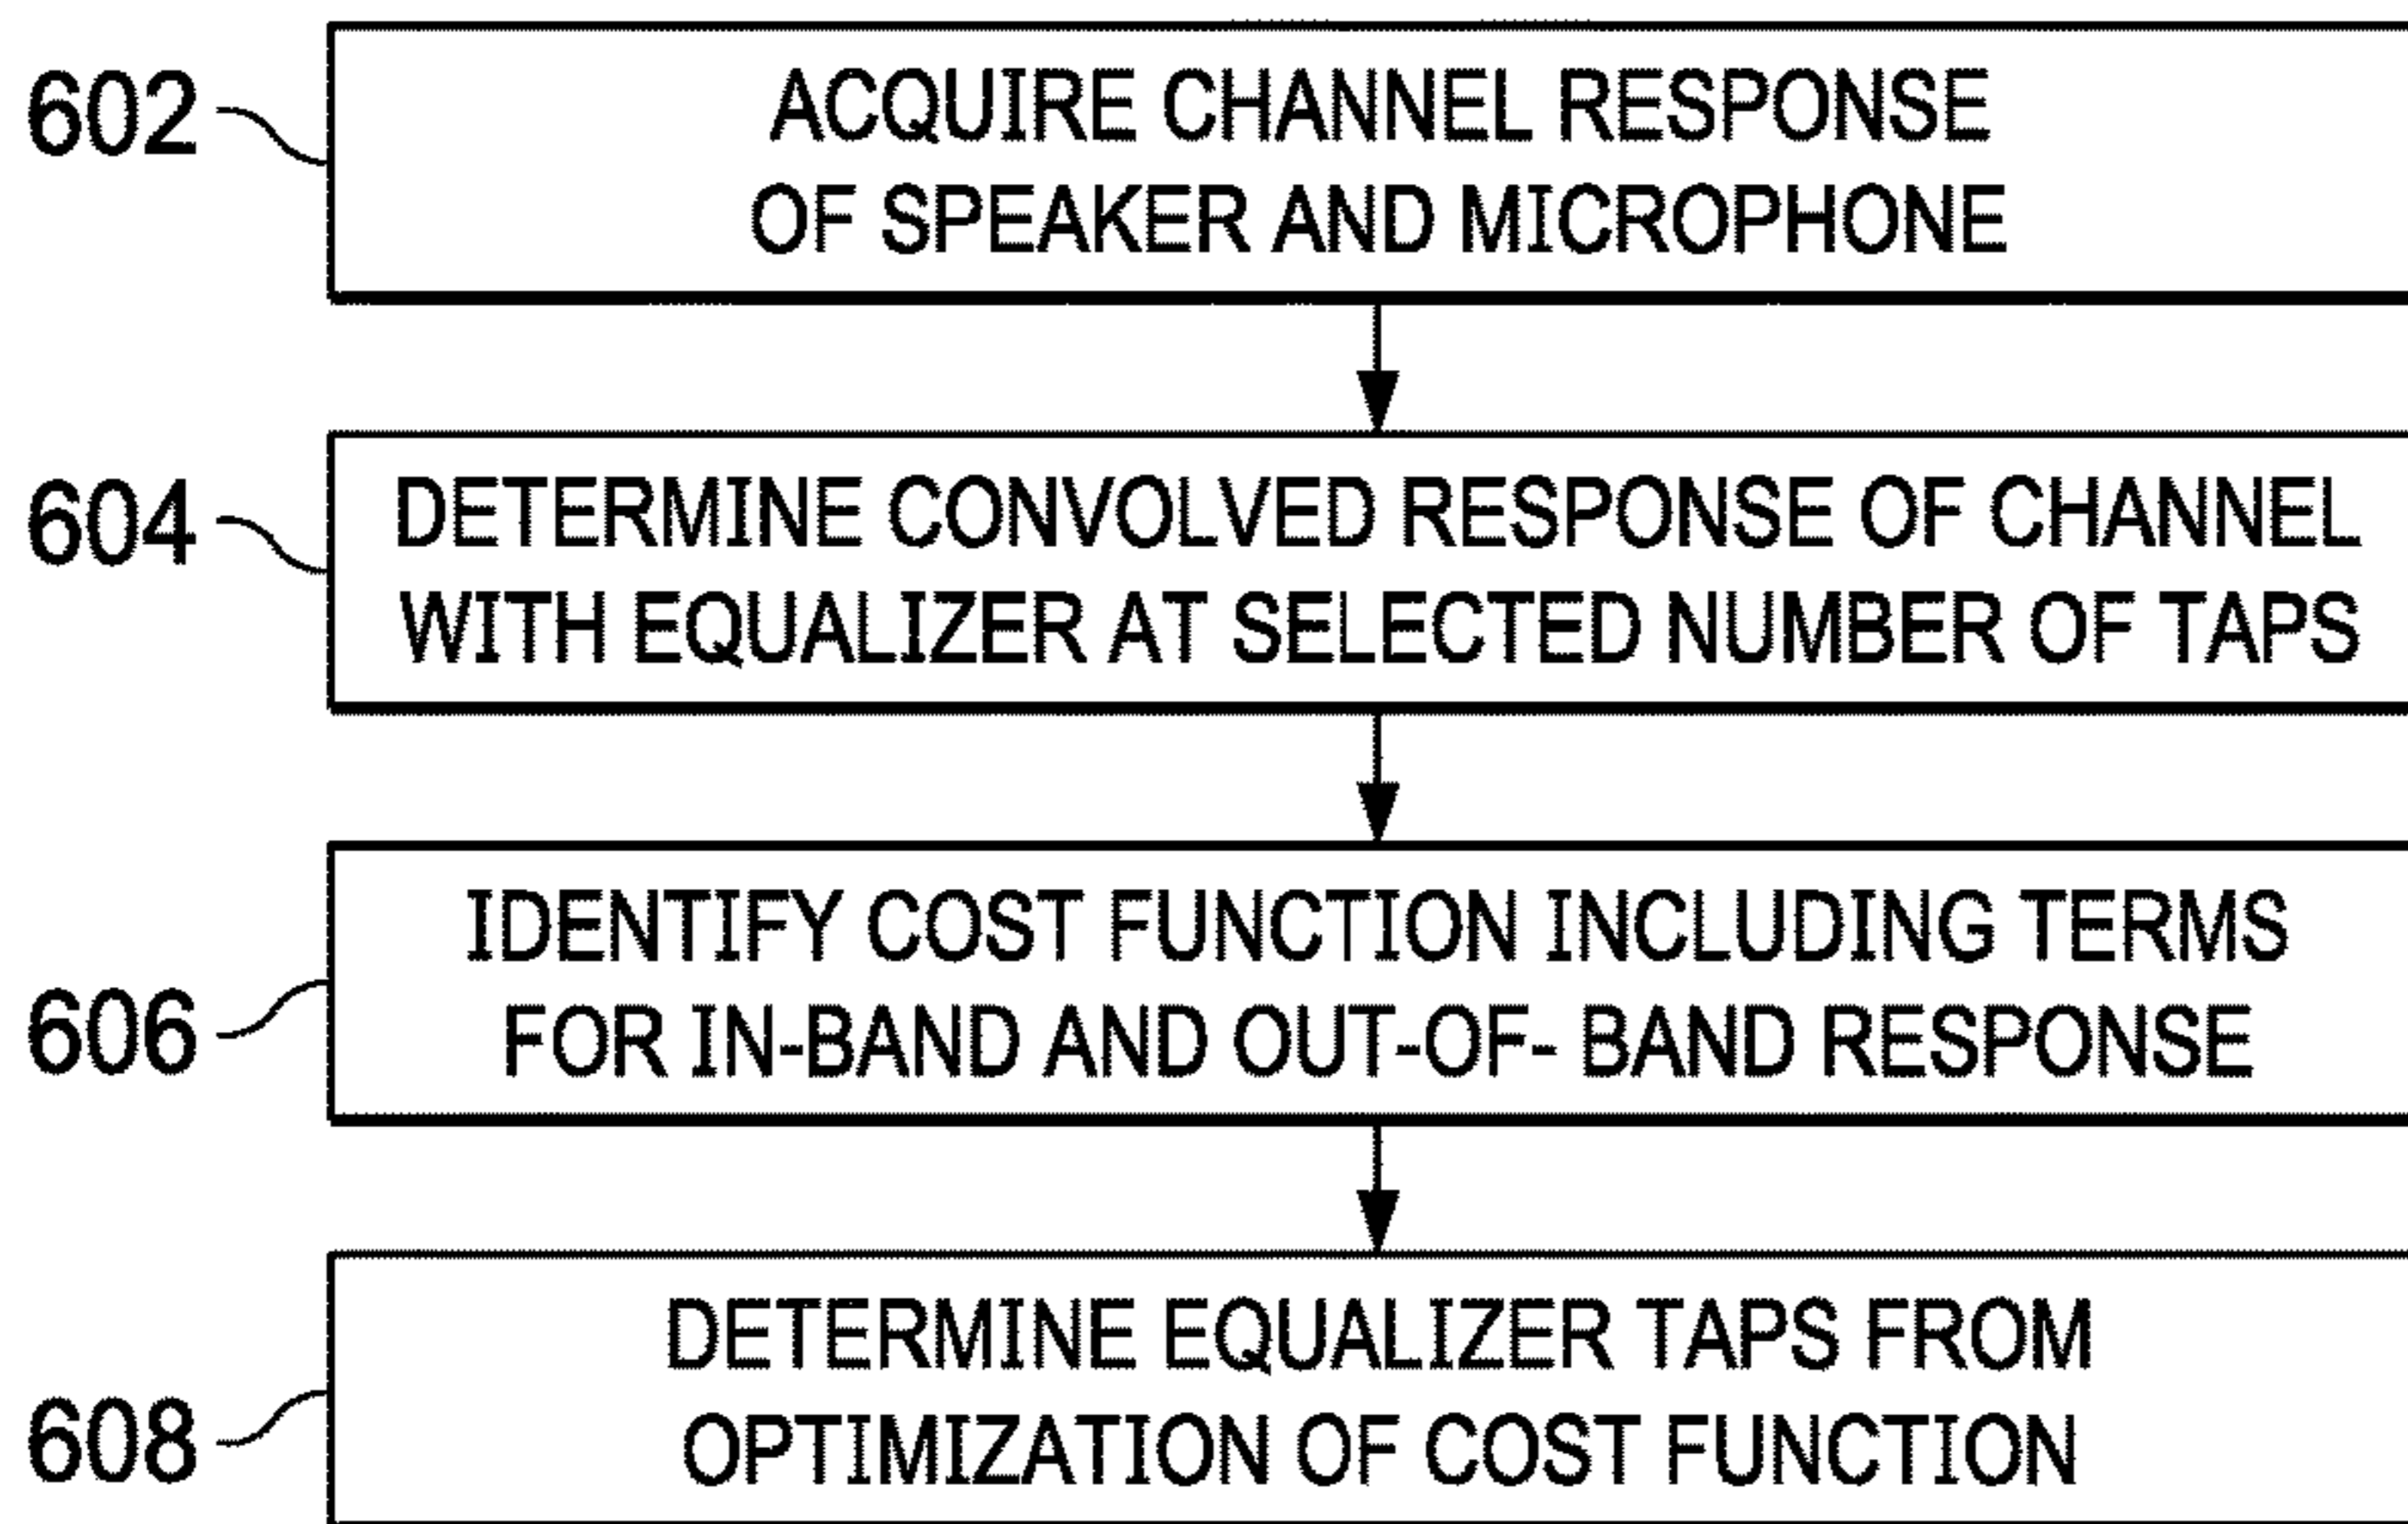 602
ACQUIRE CHANNEL RESPONSE
OF SPEAKER AND MICROPHONE
604
DETERMINE CONVOLVED RESPONSE OF CHANNEL
WITH EQUALIZER AT SELECTED NUMBER OF TAPS
606
IDENTIFY COST FUNCTION INCLUDING TERMS
FOR IN-BAND AND OUT-OF- BAND RESPONSE
608
DETERMINE EQUALIZER TAPS FROM
OPTIMIZATION OF COST FUNCTION